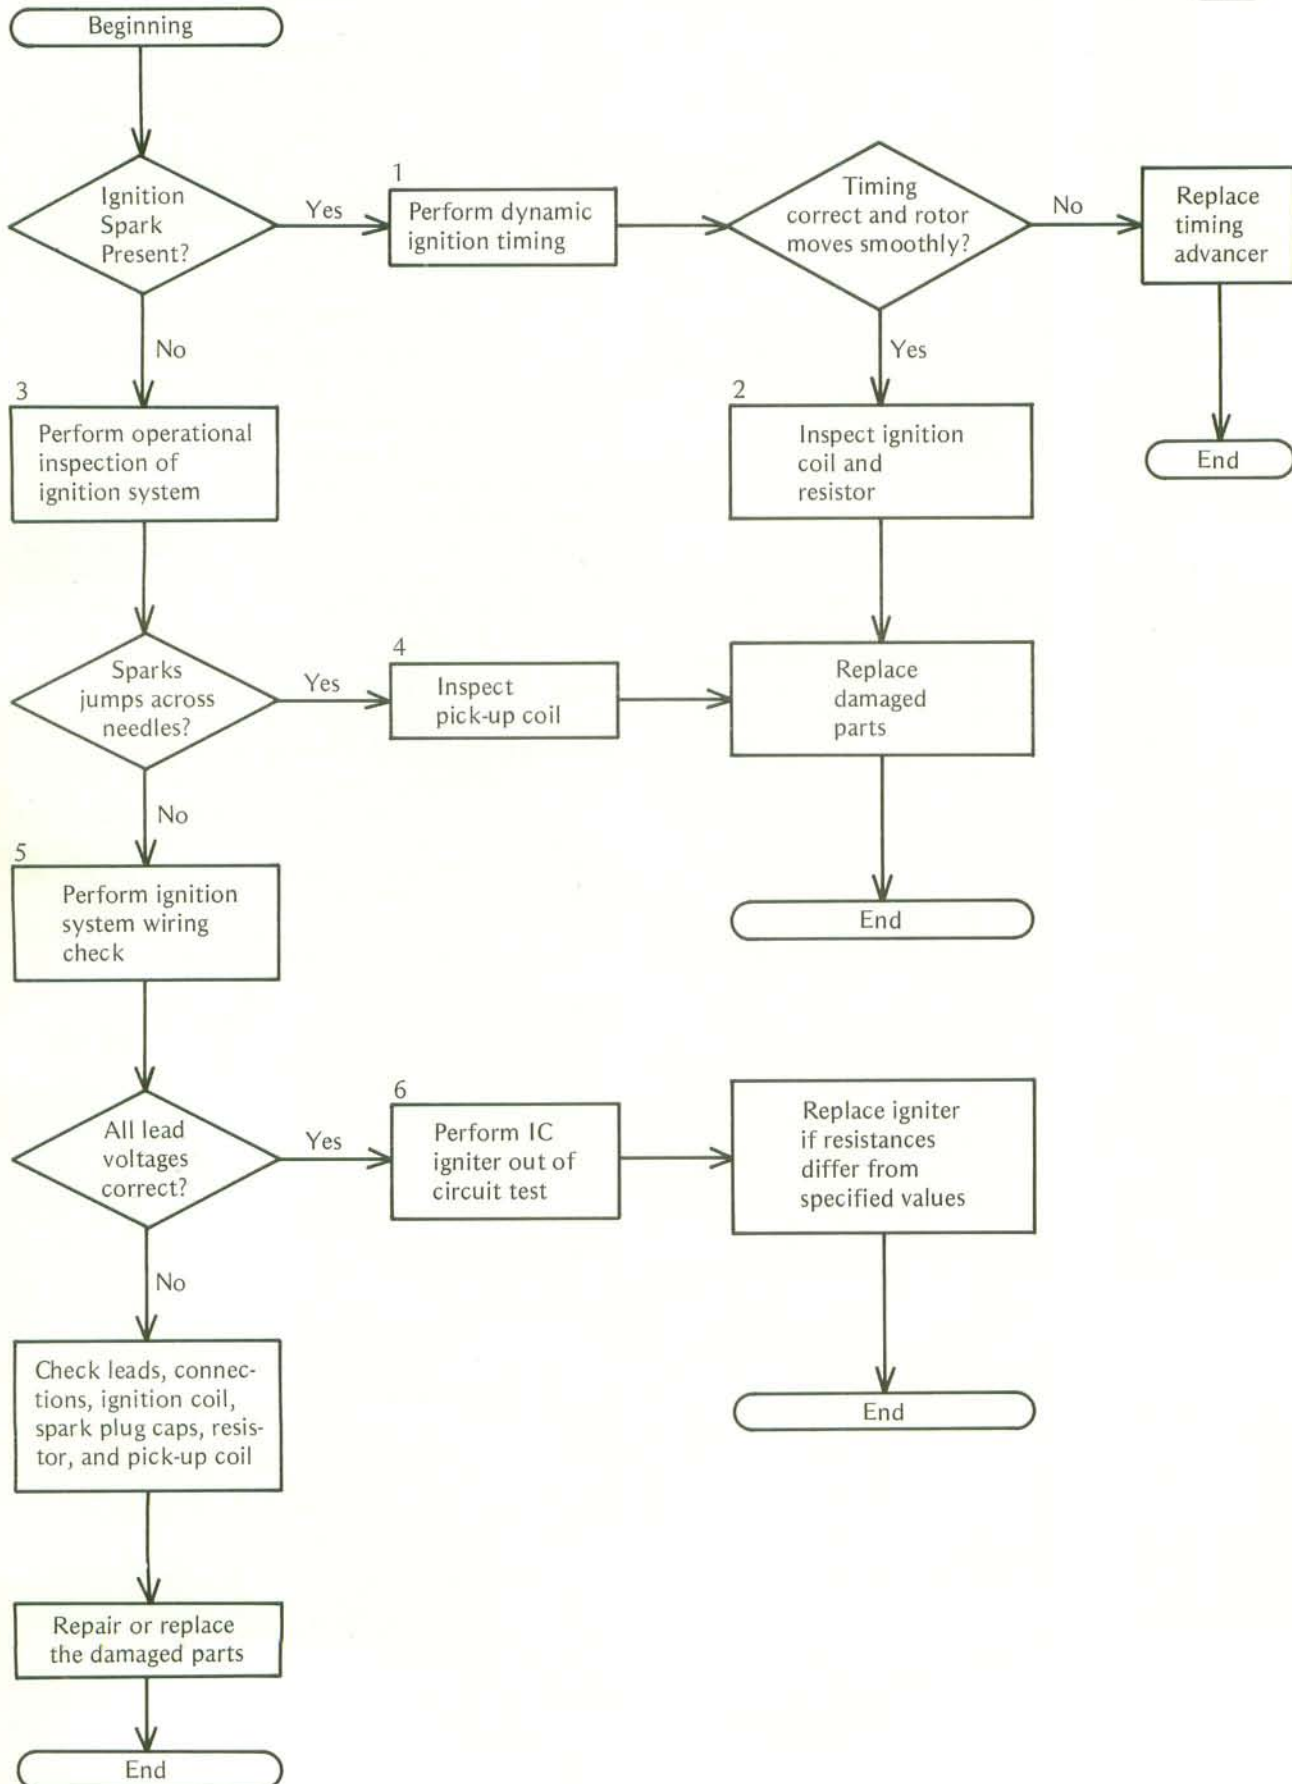 Beginning
Ignition
Spark
Present?
Yes
1
Perform dynamic
ignition timing
Timing
correct and rotor
moves smoothly?
No
Replace
timing
advancer
End
No
Yes
3
Perform operational
inspection of
ignition system
2
Inspect ignition
coil and
resistor
Sparks
jumps across
needles?
Yes
4
Inspect
pick-up coil
Replace
damaged
parts
End
No
5
Perform ignition
system wiring
check
All lead
voltages
correct?
Yes
6
Perform IC
igniter out of
circuit test
Replace igniter
if resistances
differ from
specified values
End
No
Check leads, connec-
tions, ignition coil,
spark plug caps, resis-
tor, and pick-up coil
Repair or replace
the damaged parts
End